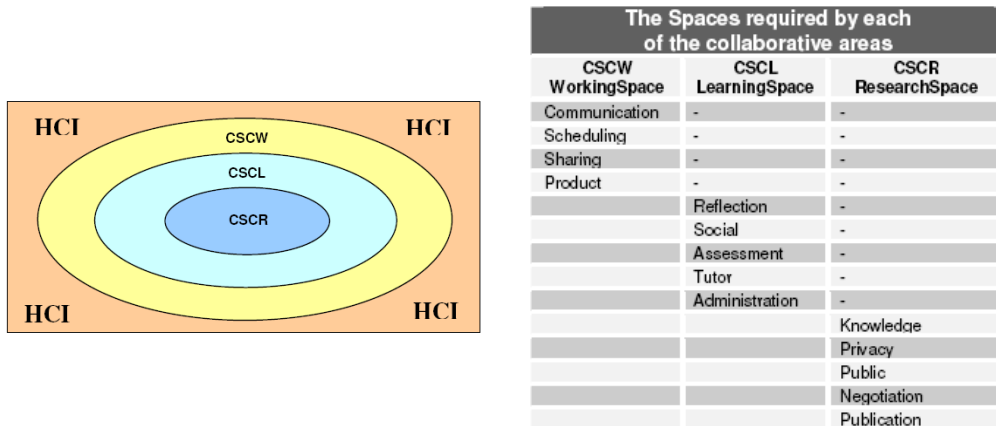 HCI HCI
CSCW
CSCL
CSCR
HCI HCI
The Spaces required by each
of the collaborative areas
CSCW CSCL CSCR
WorkingSpace LearningSpace ResearchSpace
Communication - -
Scheduling - -
Sharing - -
Product - -
Reflection -
Social -
Assessment -
Tutor -
Administration -
Knowledge
Privacy
Public
Negotiation
Publication